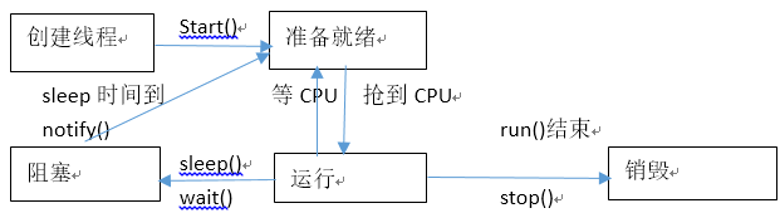 创建线程
Start()
准备就绪
sleep 时间到
notify()
等 CPU
抢到 CPU
run()结束
阻塞
sleep()
wait()
运行
stop()
销毁